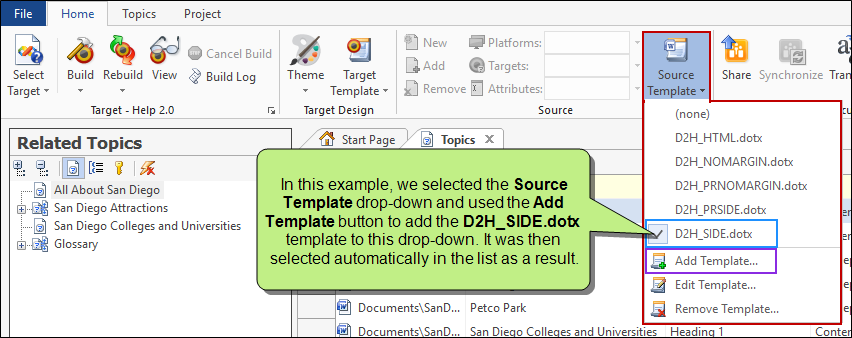 File Home Topics Project
New Platforms:
Add Targets:
Remove Attributes:
Select Target
Build Rebuild View
Cancel Build
Build Log
Theme Target Template
Source Template
Share Synchronize
Target - Help 2.0 Target Design Source
Related Topics
Start Page Topics
All About San Diego
San Diego Attractions
San Diego Colleges and Universities
Glossary
In this example, we selected the Source
Template drop-down and used the Add
Template button to add the D2H_SIDE.dotx
template to this drop-down. It was then
selected automatically in the list as a result.
(none)
D2H_HTML.dotx
D2H_NOMARGIN.dotx
D2H_PRNOMARGIN.dotx
D2H_PRSIDE.dotx
D2H_SIDE.dotx
Add Template...
Edit Template...
Remove Template...
Documents\SanD... Petco Park
Documents\SanD... San Diego Colleges and Universities Heading 1